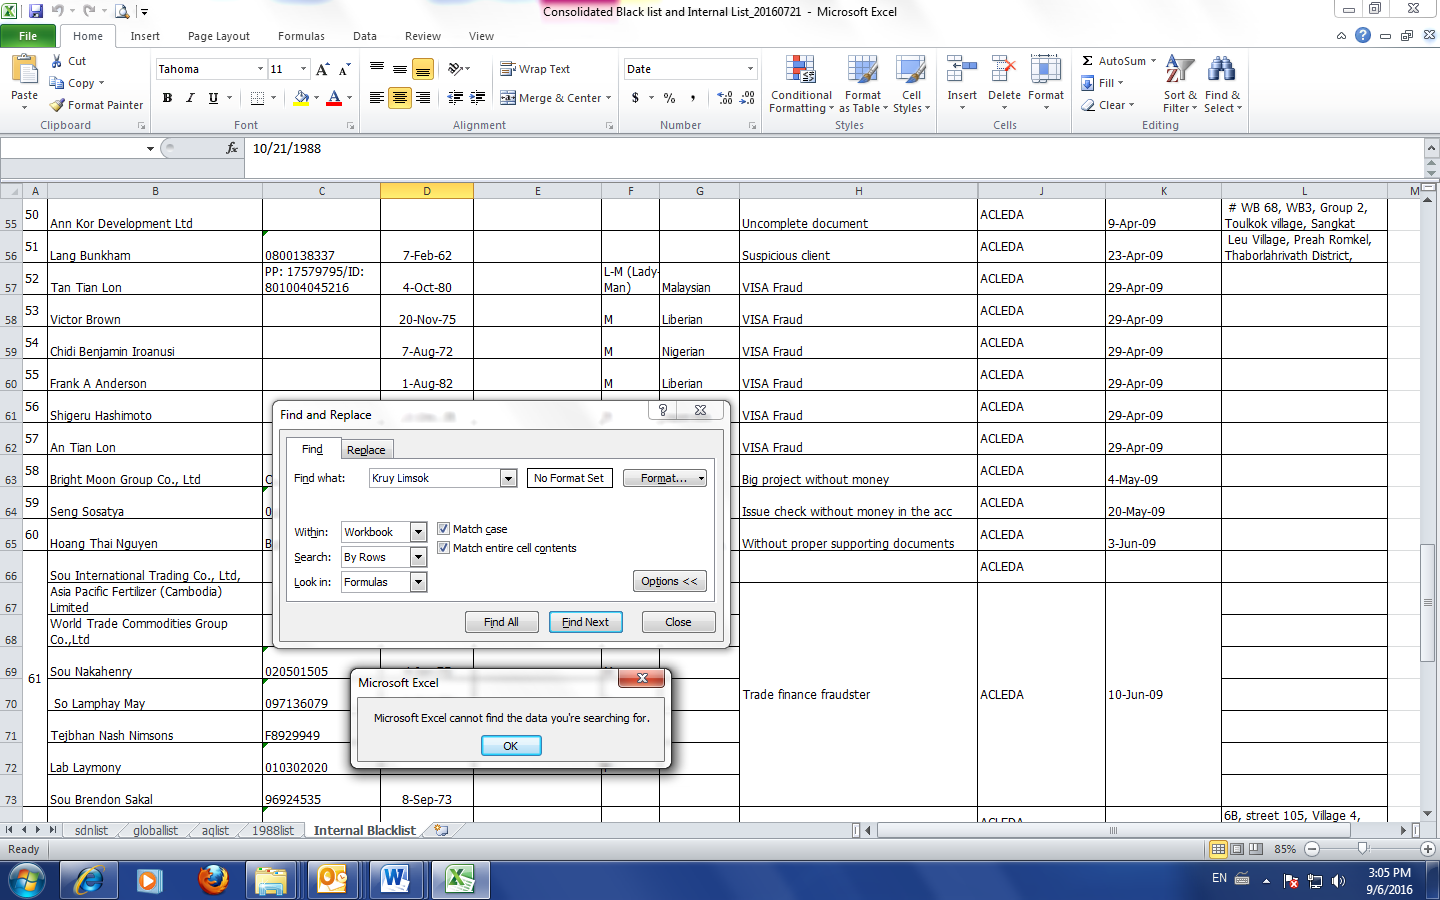 Consolidated Black list and Internal List_20160721 - Microsoft Excel
File Home Insert Page Layout Formulas Data Review View
Paste
Cut
Copy
Format Painter
Clipboard
Tahoma 11
B I U
Font
Wrap Text
Merge & Center
Alignment
Date
$ % ,
Number
Conditional Formatting
Format as Table
Cell Styles
Styles
Insert Delete Format
Cells
AutoSum
Fill
Clear
Sort & Filter
Find & Select
Editing
fx 10/21/1988
A B C D E F G H J K L M
55 50 Ann Kor Development Ltd Uncomplete document ACLEDA 9-Apr-09 # WB 68, WB3, Group 2, Toulkok village, Sangkat
56 51 Lang Bunkham 0800138337 7-Feb-62 Suspicious client ACLEDA 23-Apr-09 Leu Village, Preah Romkel, Thaborlahrivath District,
57 52 Tan Tian Lon PP: 17579795/ID: 801004045216 4-Oct-80 L-M (Lady-Man) Malaysian VISA Fraud ACLEDA 29-Apr-09
58 53 Victor Brown 20-Nov-75 M Liberian VISA Fraud ACLEDA 29-Apr-09
59 54 Chidi Benjamin Iroanusi 7-Aug-72 M Nigerian VISA Fraud ACLEDA 29-Apr-09
60 55 Frank A Anderson 1-Aug-82 M Liberian VISA Fraud ACLEDA 29-Apr-09
61 56 Shigeru Hashimoto VISA Fraud ACLEDA 29-Apr-09
62 57 An Tian Lon VISA Fraud ACLEDA 29-Apr-09
63 58 Bright Moon Group Co., Ltd Big project without money ACLEDA 4-May-09
64 59 Seng Sosatya Issue check without money in the acc ACLEDA 20-May-09
65 60 Hoang Thai Nguyen Without proper supporting documents ACLEDA 3-Jun-09
66 Sou International Trading Co., Ltd, ACLEDA
67 Asia Pacific Fertilizer (Cambodia) Limited
68 World Trade Commodities Group Co.,Ltd
69 Sou Nakahenry 020501505
61
70 So Lamphay May 097136079 Trade finance fraudster ACLEDA 10-Jun-09
71 Tejbhan Nash Nimsons F8929949
72 Lab Laymony 010302020
73 Sou Brendon Sakal 96924535 8-Sep-73
ACLEDA 6B, street 105, Village 4,
Find and Replace
Find Replace
Find what: Kruy Limsok No Format Set Format...
Within: Workbook Match case
Match entire cell contents
Search: By Rows
Look in: Formulas
Options <<
Find All Find Next Close
Microsoft Excel
Microsoft Excel cannot find the data you're searching for.
OK
sdnlist globallist aqlist 1988list Internal Blacklist
Ready 85%
EN
3:05 PM
9/6/2016